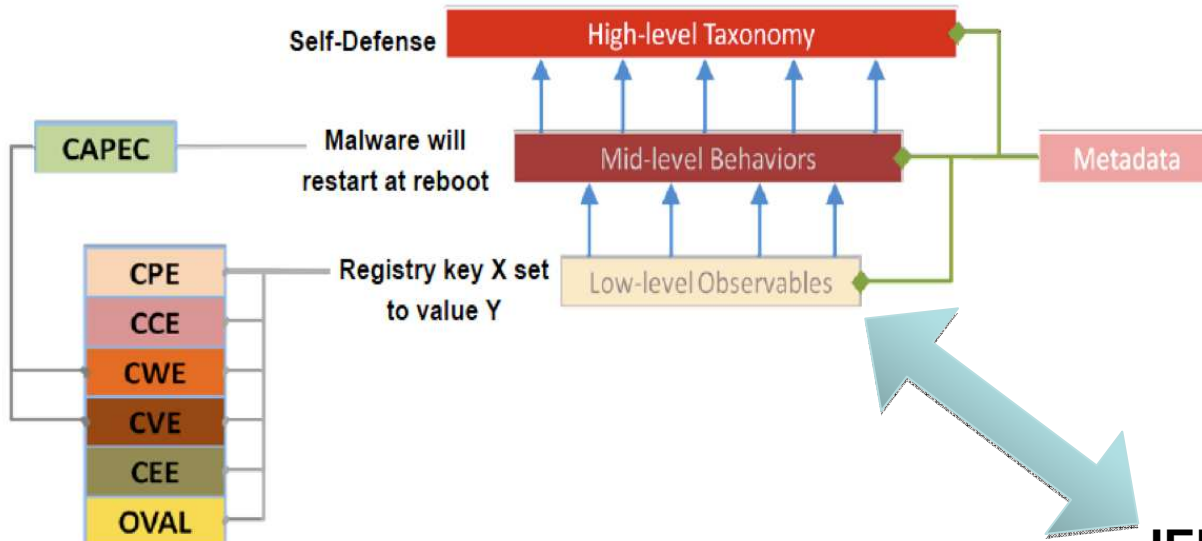 Self-Defense
High-level Taxonomy
CAPEC
Malware will
restart at reboot
Mid-level Behaviors
Metadata
CPE
CCE
CWE
CVE
CEE
OVAL
Registry key X set
to value Y
Low-level Observables